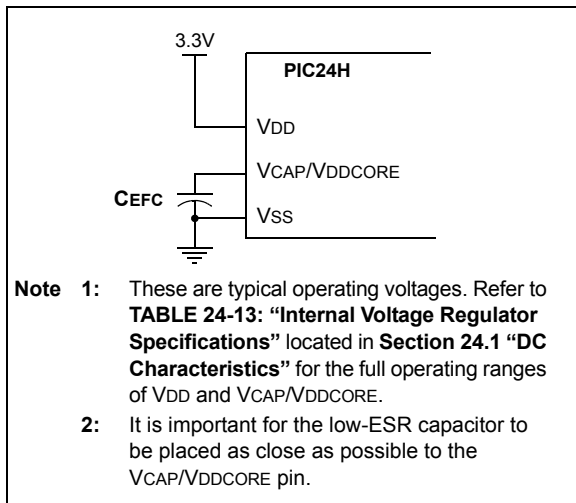 3.3V
PIC24H
VDD
VCAP/VDDCORE
CEFC
VSS
Note 1: These are typical operating voltages. Refer to
TABLE 24-13: “Internal Voltage Regulator
Specifications” located in Section 24.1 “DC
Characteristics” for the full operating ranges
of VDD and VCAP/VDDCORE.
2: It is important for the low-ESR capacitor to
be placed as close as possible to the
VCAP/VDDCORE pin.